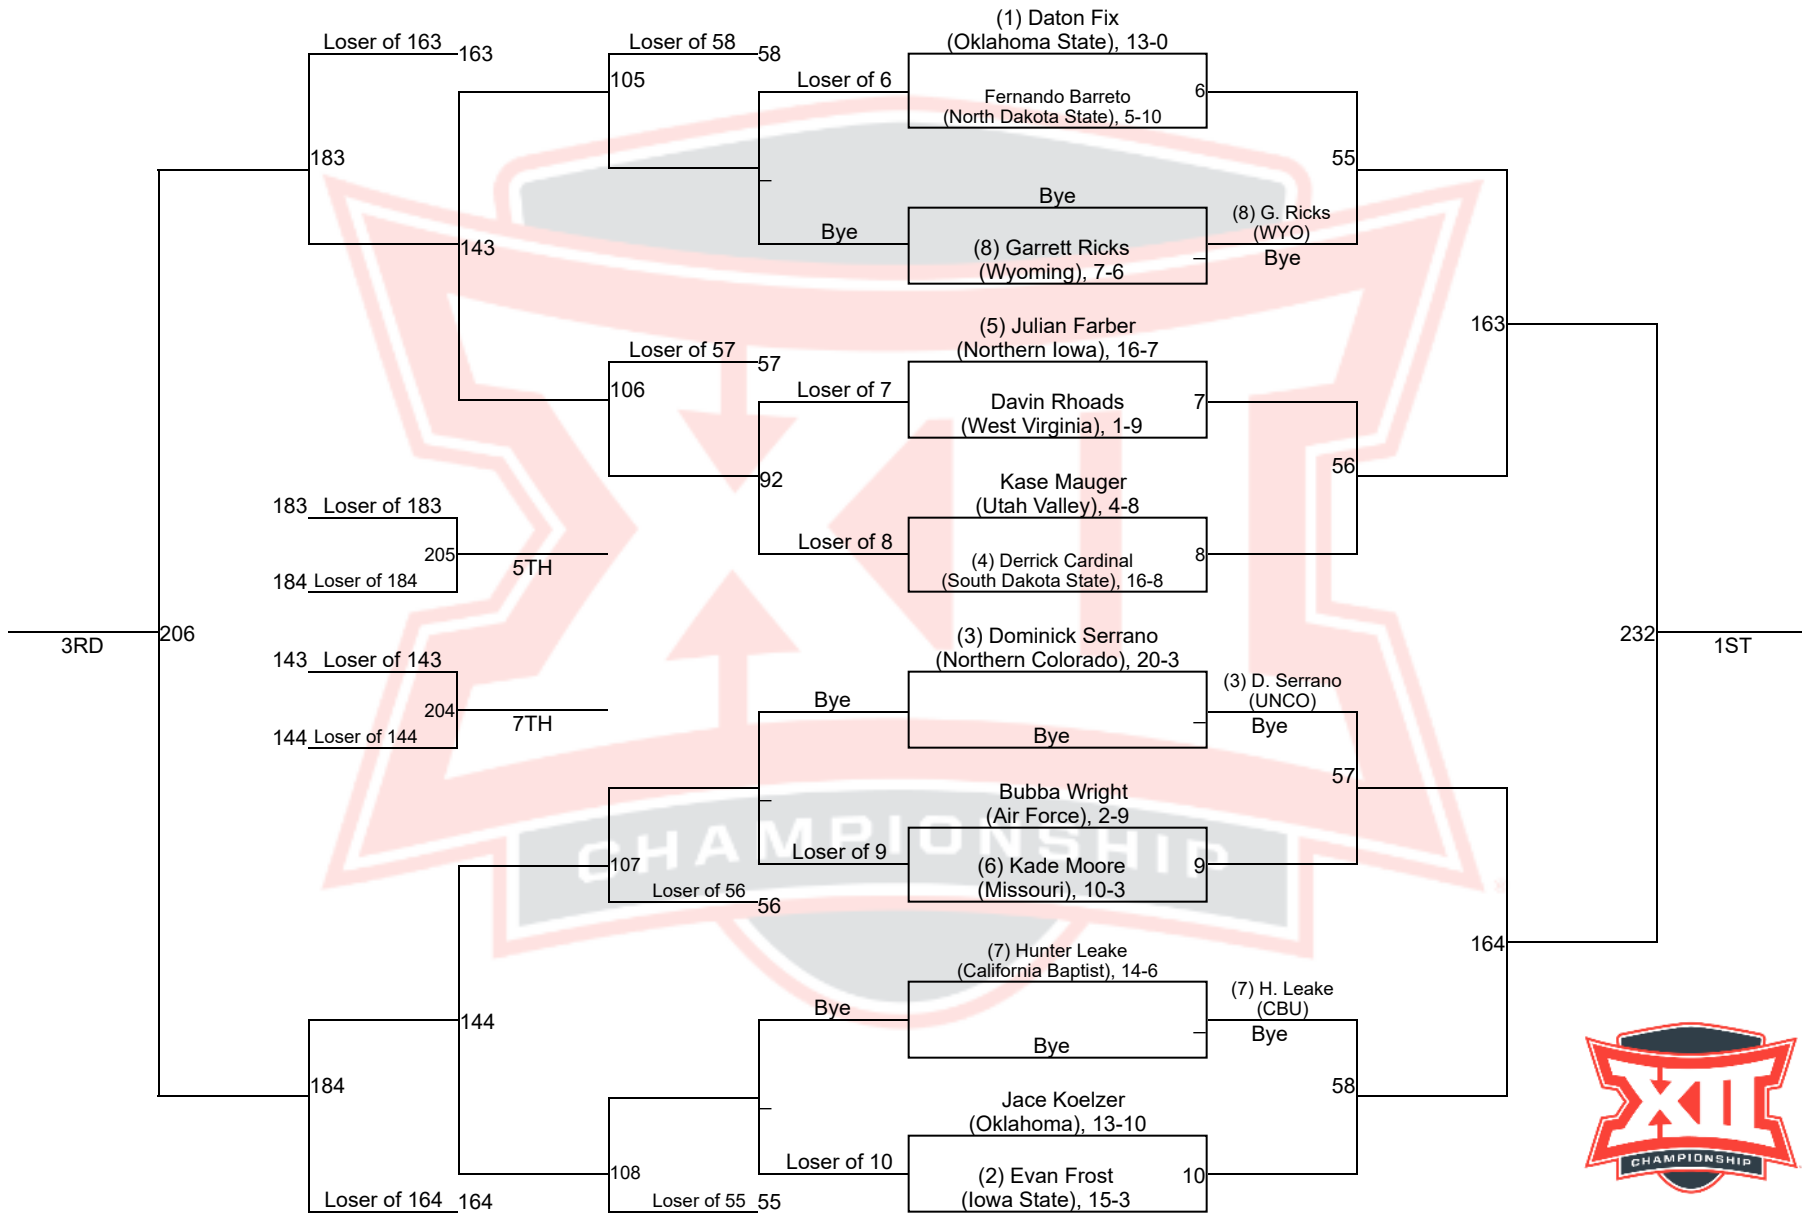 (1) Daton Fix
(Oklahoma State), 13-0
Loser of 163
163
Loser of 58
58
105
Loser of 6
Fernando Barreto
(North Dakota State), 5-10
6
183
55
Bye
Bye
(8) Garrett Ricks
(Wyoming), 7-6
(8) G. Ricks
(WYO)
Bye
143
(5) Julian Farber
(Northern Iowa), 16-7
163
Loser of 57
57
106
Loser of 7
Davin Rhoads
(West Virginia), 1-9
7
56
92
Kase Mauger
(Utah Valley), 4-8
183
Loser of 183
205
5TH
184
Loser of 184
Loser of 8
(4) Derrick Cardinal
(South Dakota State), 16-8
8
3RD
206
232
1ST
(3) Dominick Serrano
(Northern Colorado), 20-3
143
Loser of 143
204
7TH
144
Loser of 144
Bye
Bye
(3) D. Serrano
(UNCO)
Bye
57
Bubba Wright
(Air Force), 2-9
Loser of 9
(6) Kade Moore
(Missouri), 10-3
9
107
Loser of 56
56
CHAMPIONSHIP
164
(7) Hunter Leake
(California Baptist), 14-6
Bye
Bye
(7) H. Leake
(CBU)
Bye
144
184
58
Jace Koelzer
(Oklahoma), 13-10
Loser of 10
(2) Evan Frost
(Iowa State), 15-3
10
108
Loser of 164
164
Loser of 55
55
XII
CHAMPIONSHIP